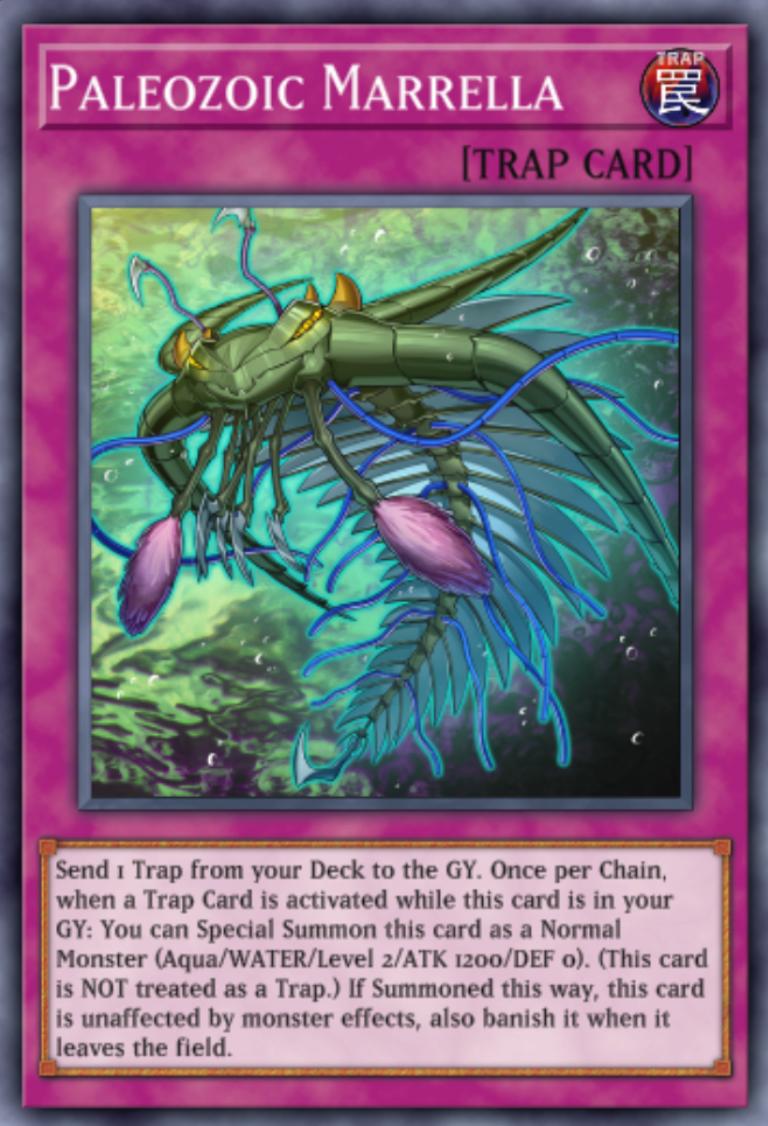 Paleozoic Marrella
TRAP
罠
[TRAP CARD]
Send 1 Trap from your Deck to the GY. Once per Chain,
when a Trap Card is activated while this card is in your
GY: You can Special Summon this card as a Normal
Monster (Aqua/WATER/Level 2/ATK 1200/DEF 0). (This card
is NOT treated as a Trap.) If Summoned this way, this card
is unaffected by monster effects, also banish it when it
leaves the field.